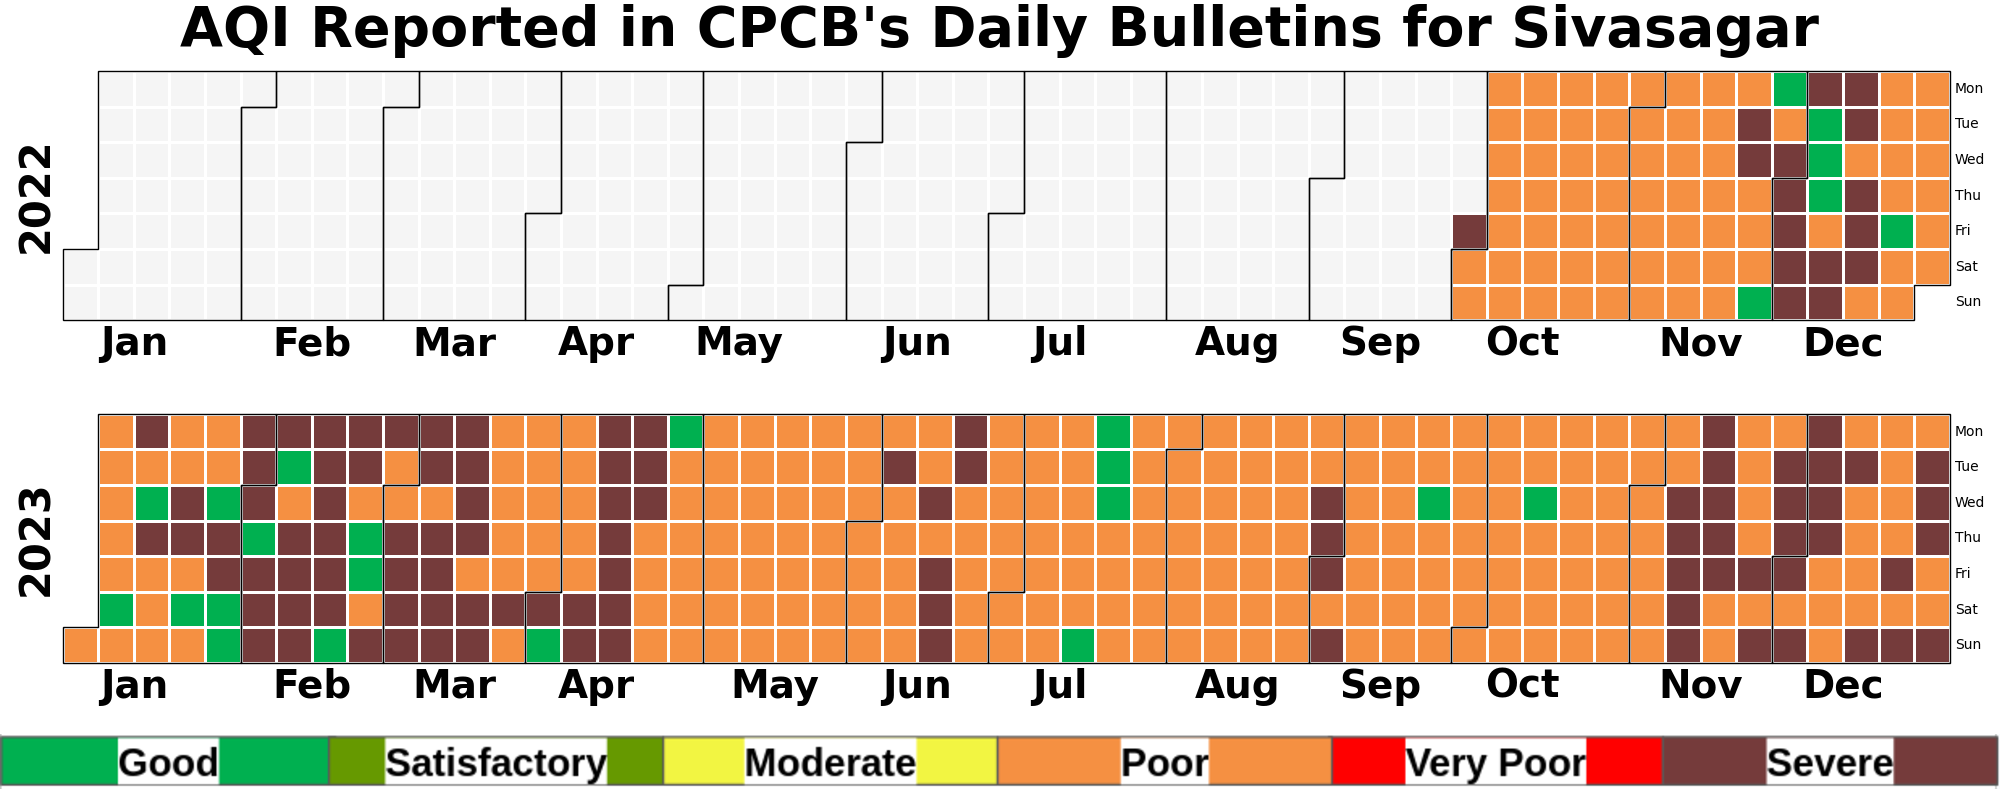 AQI Reported in CPCB's Daily Bulletins for Sivasagar
2022
Mon
Tue
Wed
Thu
Fri
Sat
Sun
Jan Feb Mar Apr May Jun Jul Aug Sep Oct Nov Dec
2023
Mon
Tue
Wed
Thu
Fri
Sat
Sun
Jan Feb Mar Apr May Jun Jul Aug Sep Oct Nov Dec
Good Satisfactory Moderate Poor Very Poor Severe